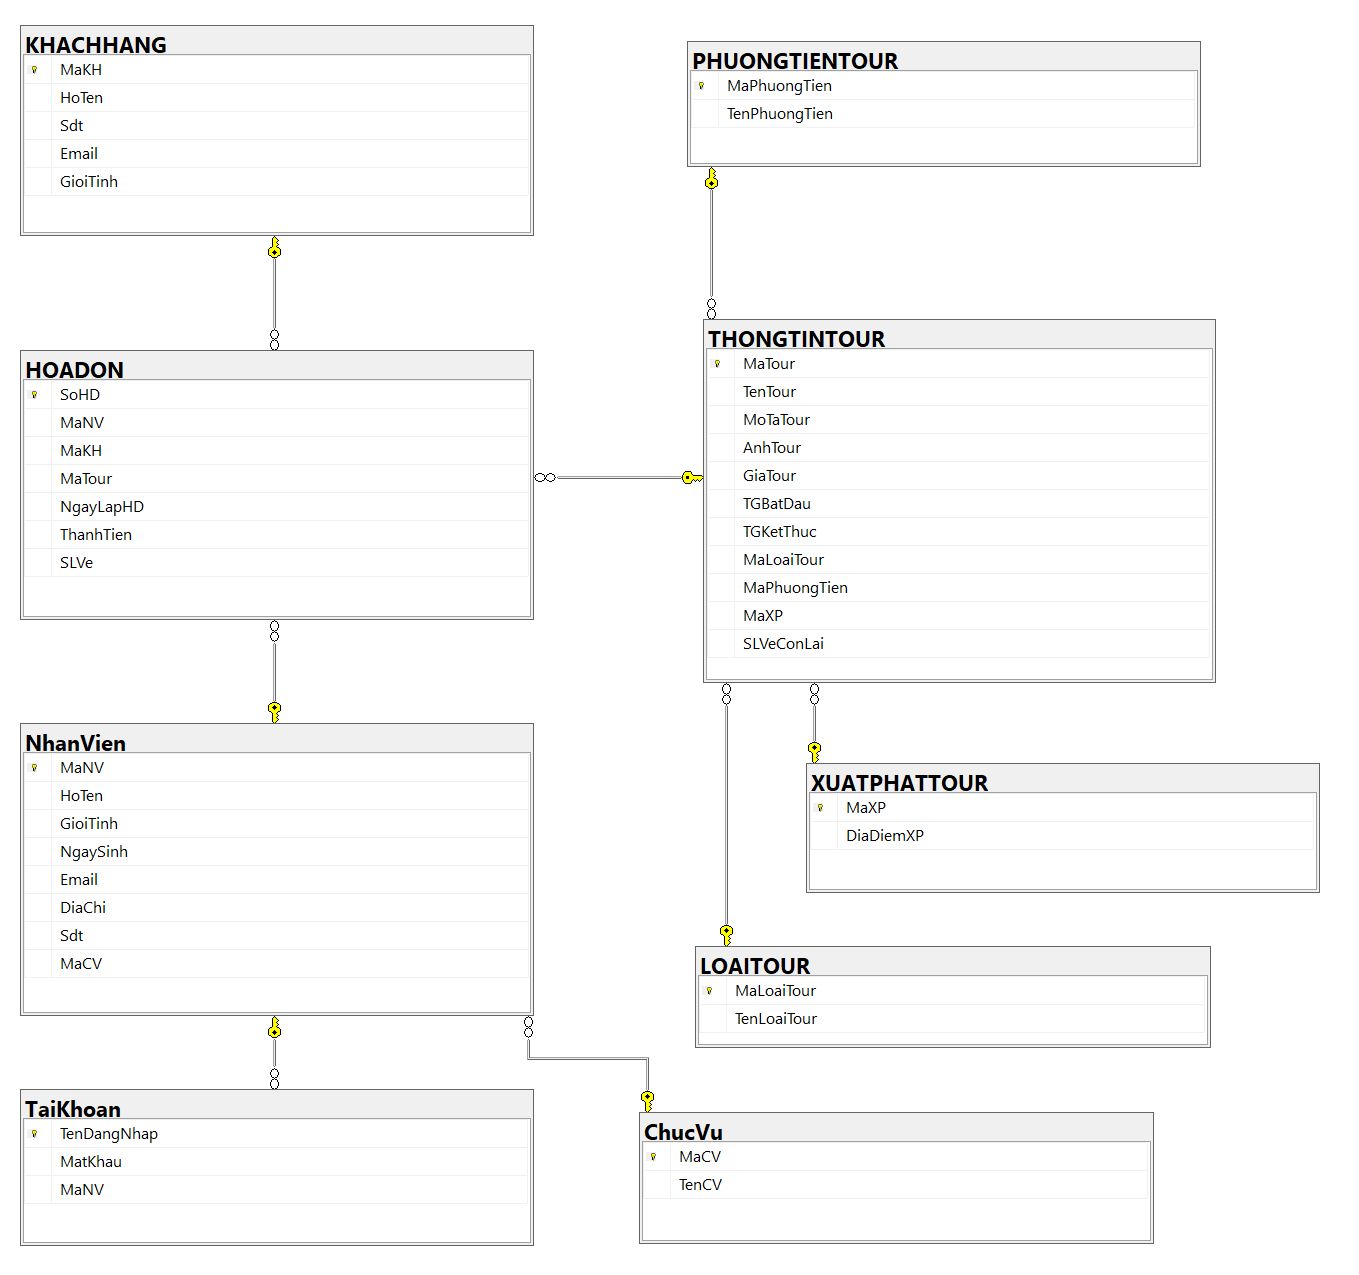 KHACHHANG
MaKH
HoTen
Sdt
Email
GioiTinh
PHUONGTIENTOUR
MaPhuongTien
TenPhuongTien
HOADON
SoHD
MaNV
MaKH
MaTour
NgayLapHD
ThanhTien
SLVe
THONGTINTOUR
MaTour
TenTour
MoTaTour
AnhTour
GiaTour
TGBatDau
TGKetThuc
MaLoaiTour
MaPhuongTien
MaXP
SLVeConLai
NhanVien
MaNV
HoTen
GioiTinh
NgaySinh
Email
DiaChi
Sdt
MaCV
XUATPHATTOUR
MaXP
DiaDiemXP
LOAITOUR
MaLoaiTour
TenLoaiTour
TaiKhoan
TenDangNhap
MatKhau
MaNV
ChucVu
MaCV
TenCV